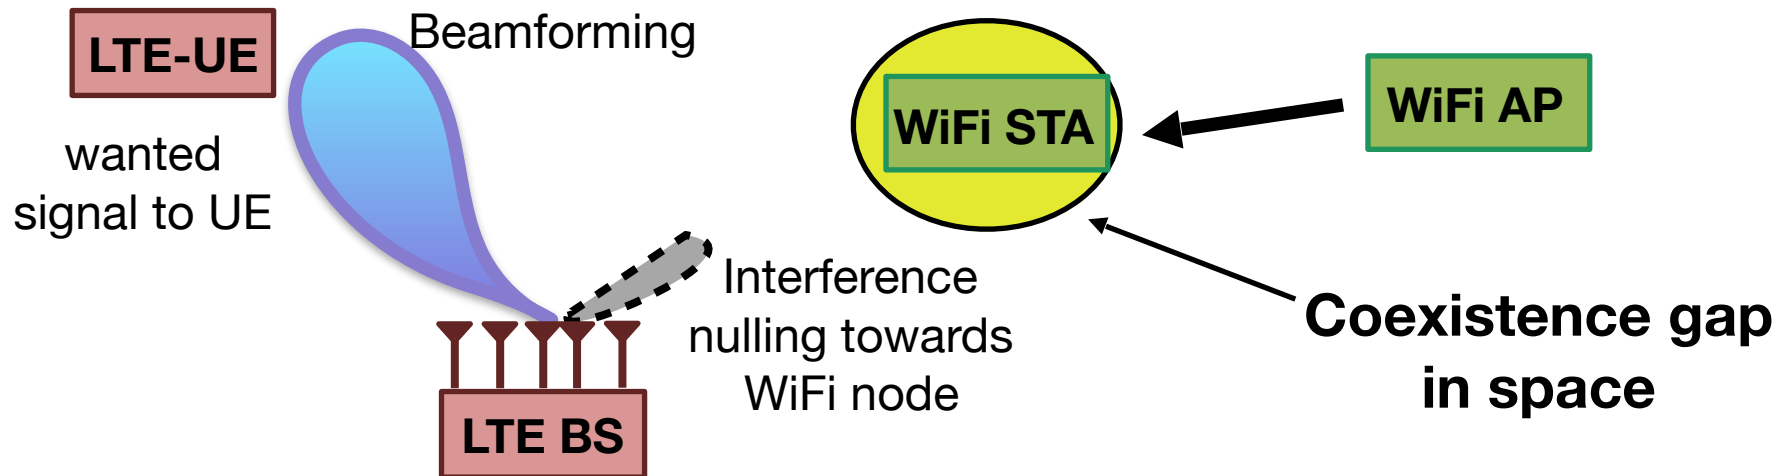 LTE-UE
Beamforming
wanted
signal to UE
WiFi STA
WiFi AP
Interference
nulling towards
WiFi node
Coexistence gap
in space
LTE BS